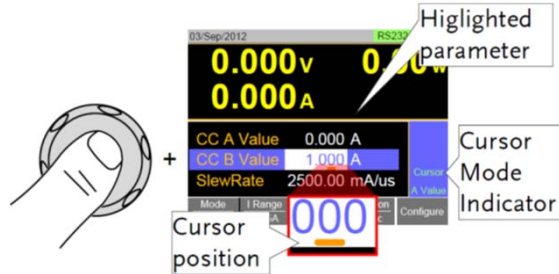 Higlighted
parameter
03/Sep/2012 RS232
0.000v
0.000A
CC A Value 0.000 A
CC B Value 1.000 A
SlewRate 2500.00 mA/us
Cursor
A Value
Mode I Range Configure
000
Cursor
position
+
Cursor
Mode
Indicator